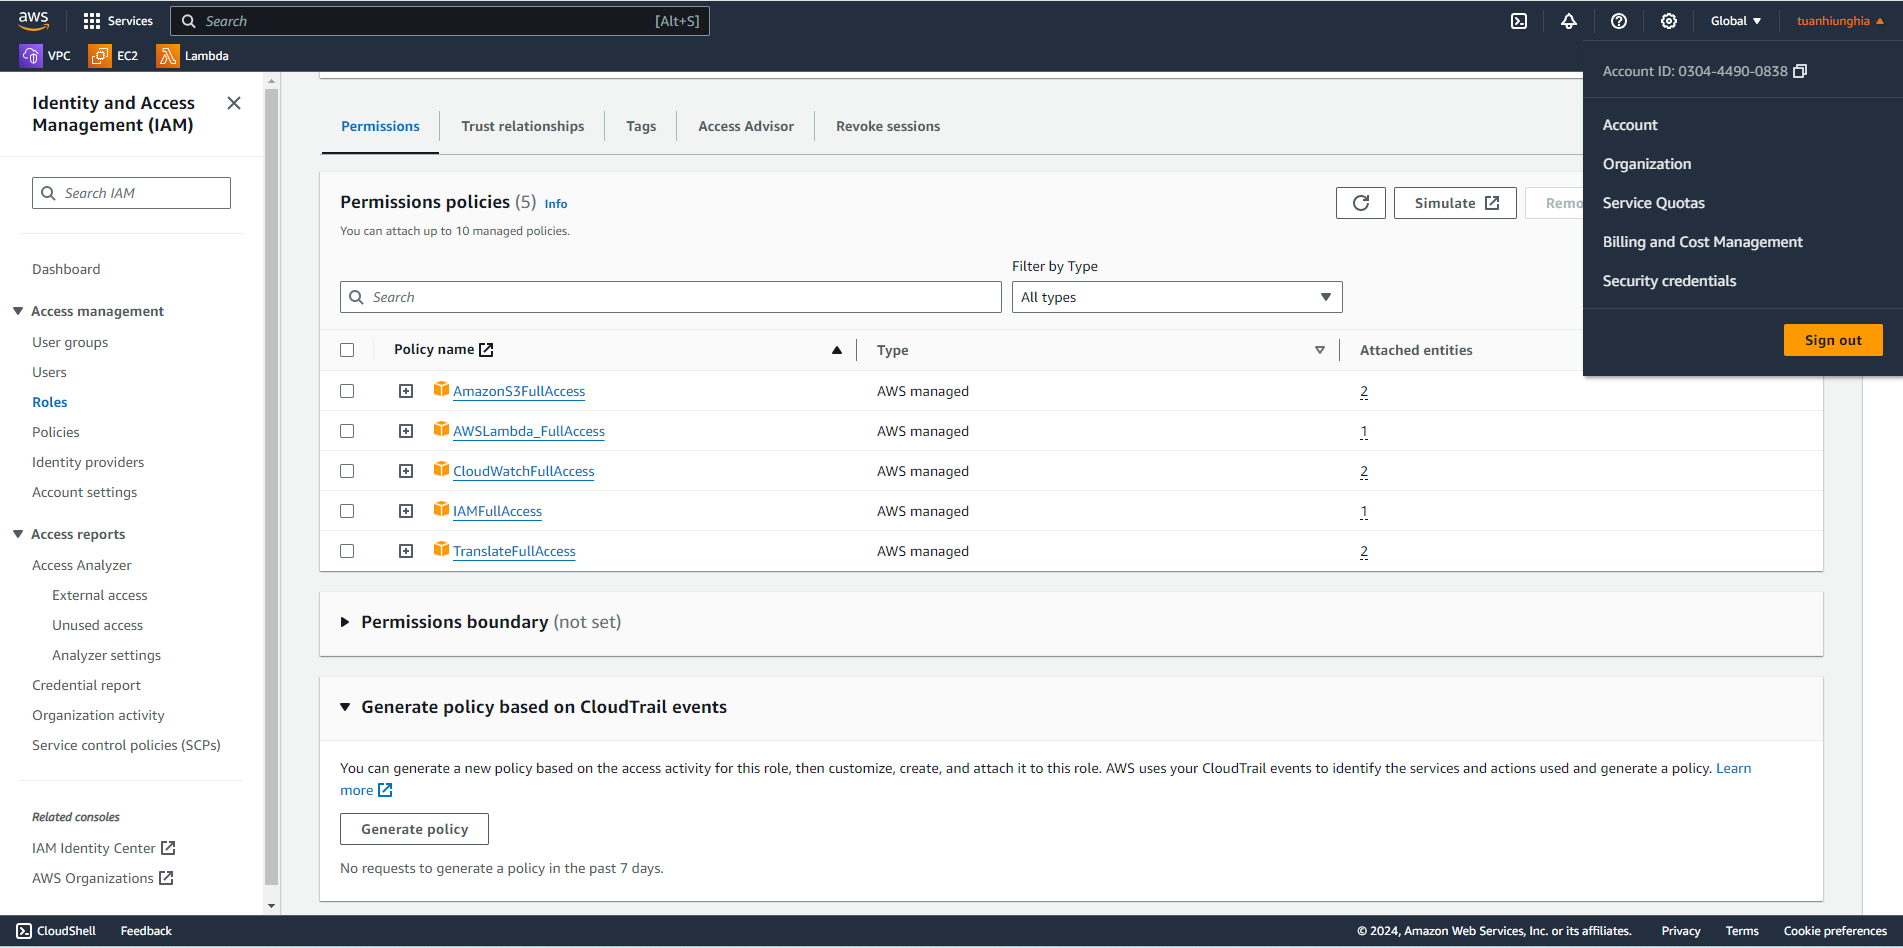 aws
Services
Search
[Alt+S]
Global
tuanhiunghia
VPC
EC2
Lambda
Account ID: 0304-4490-0838
Account
Organization
Service Quotas
Billing and Cost Management
Security credentials
Sign out
Identity and Access
Management (IAM)
Search IAM
Dashboard
Access management
User groups
Users
Roles
Policies
Identity providers
Account settings
Access reports
Access Analyzer
External access
Unused access
Analyzer settings
Credential report
Organization activity
Service control policies (SCPs)
Related consoles
IAM Identity Center
AWS Organizations
Permissions
Trust relationships
Tags
Access Advisor
Revoke sessions
Permissions policies (5) Info
You can attach up to 10 managed policies.
Simulate
Remo
Filter by Type
Search
All types
Policy name
Type
Attached entities
AmazonS3FullAccess
AWS managed
2
AWSLambda_FullAccess
AWS managed
1
CloudWatchFullAccess
AWS managed
2
IAMFullAccess
AWS managed
1
TranslateFullAccess
AWS managed
2
Permissions boundary (not set)
Generate policy based on CloudTrail events
You can generate a new policy based on the access activity for this role, then customize, create, and attach it to this role. AWS uses your CloudTrail events to identify the services and actions used and generate a policy. Learn
more
Generate policy
No requests to generate a policy in the past 7 days.
CloudShell
Feedback
© 2024, Amazon Web Services, Inc. or its affiliates.
Privacy
Terms
Cookie preferences